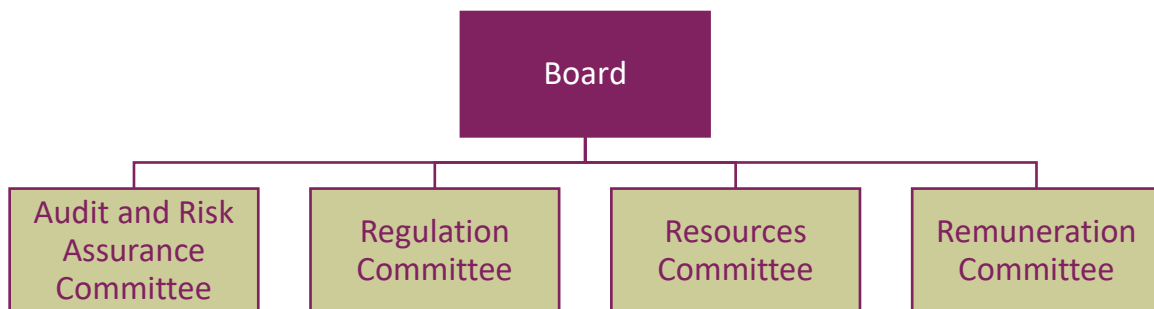 Board
Audit and Risk
Assurance
Committee
Regulation
Committee
Resources
Committee
Remuneration
Committee